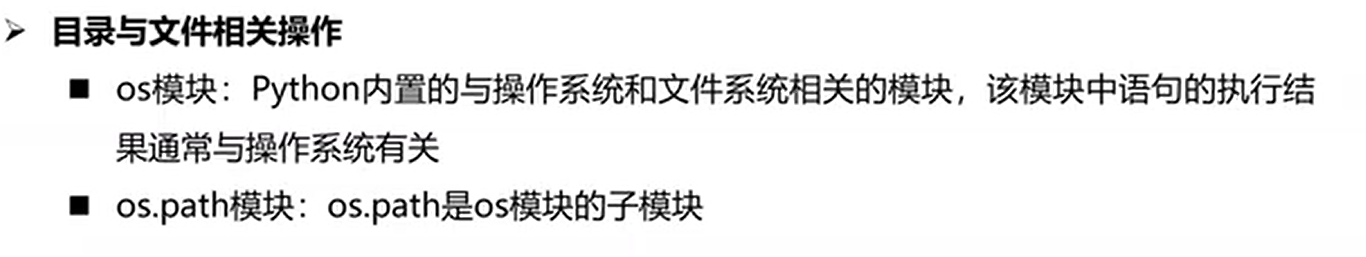 ➢ 目录与文件相关操作
■ os模块：Python内置的与操作系统和文件系统相关的模块，该模块中语句的执行结
果通常与操作系统有关
■ os.path模块：os.path是os模块的子模块